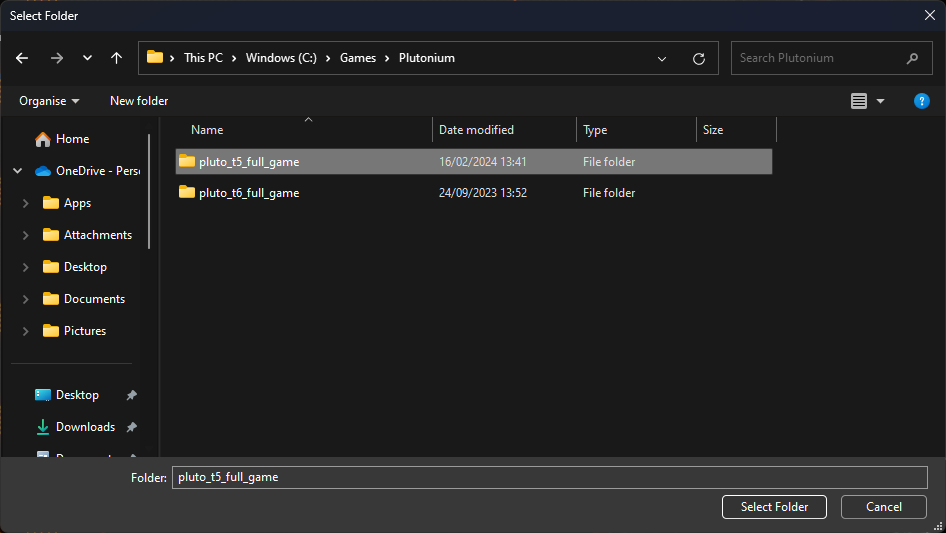 Select Folder
This PC > Windows (C:) > Games > Plutonium
Search Plutonium
Organise New folder
Name Date modified Type Size
pluto_t5_full_game 16/02/2024 13:41 File folder
pluto_t6_full_game 24/09/2023 13:52 File folder
Home
OneDrive - Pers
Apps
Attachments
Desktop
Documents
Pictures
Desktop
Downloads
Folder: pluto_t5_full_game
Select Folder Cancel